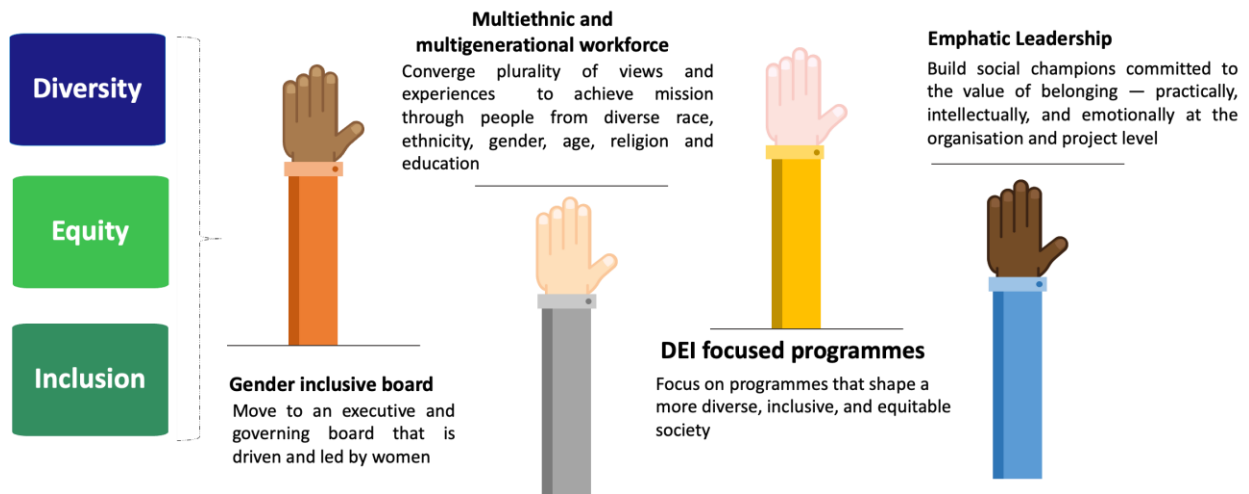 Diversity
Equity
Inclusion
Gender inclusive board
Move to an executive and
governing board that is
driven and led by women
Multiethnic and
multigenerational workforce
Converge plurality of views and
experiences to achieve mission
through people from diverse race,
ethnicity, gender, age, religion and
education
DEI focused programmes
Focus on programmes that shape a
more diverse, inclusive, and equitable
society
Emphatic Leadership
Build social champions committed to
the value of belonging — practically,
intellectually, and emotionally at the
organisation and project level